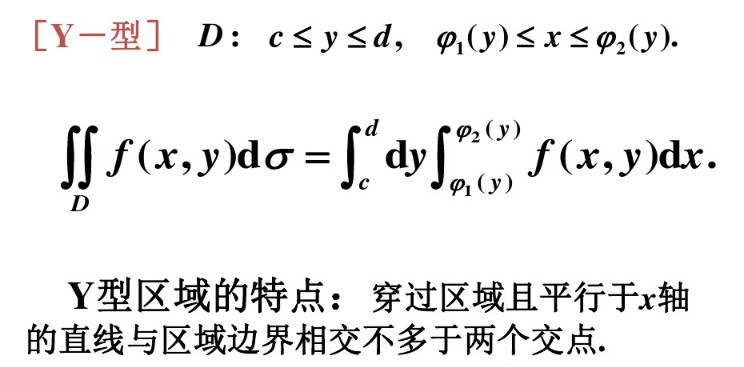 ［Y－型］ D： c ≤ y ≤ d, φ₁(y) ≤ x ≤ φ₂(y).
∬_D f(x, y)dσ = ∫_c^d dy ∫_{φ₁(y)}^{φ₂(y)} f(x, y)dx.
Y型区域的特点：穿过区域且平行于x轴
的直线与区域边界相交不多于两个交点.